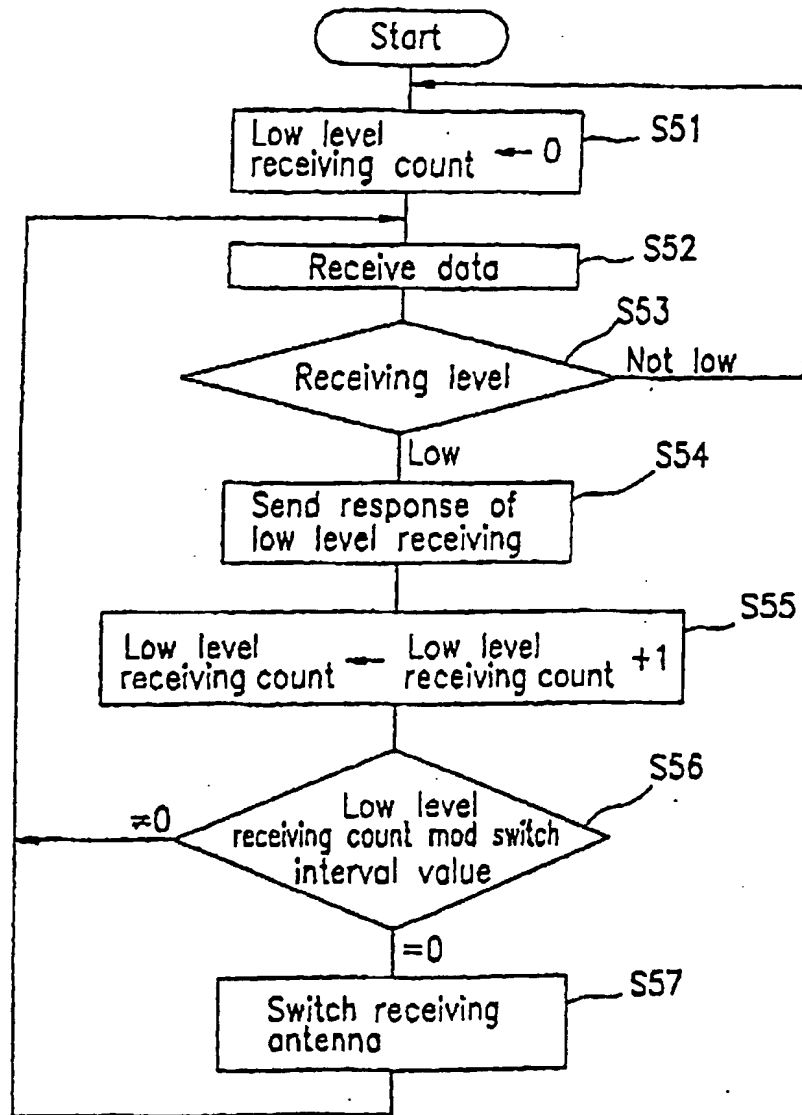 Start
Low level
receiving count ← 0
S51
Receive data
S52
S53
Receiving level
Not low
Low
S54
Send response of
low level receiving
S55
Low level
receiving count ← Low level
receiving count +1
S56
Low level
receiving count mod switch
interval value
≠0
=0
S57
Switch receiving
antenna